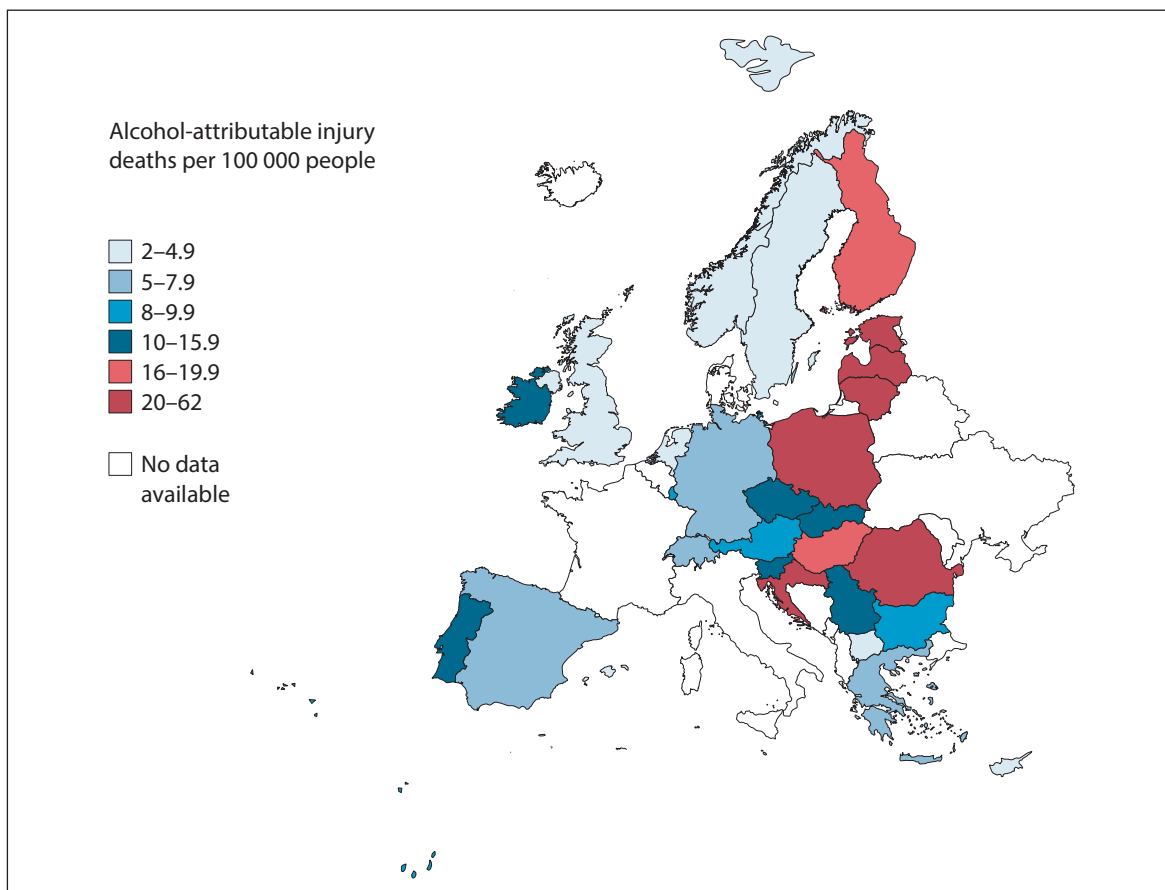 Alcohol-attributable injury
deaths per 100 000 people
2–4.9
5–7.9
8–9.9
10–15.9
16–19.9
20–62
No data
available